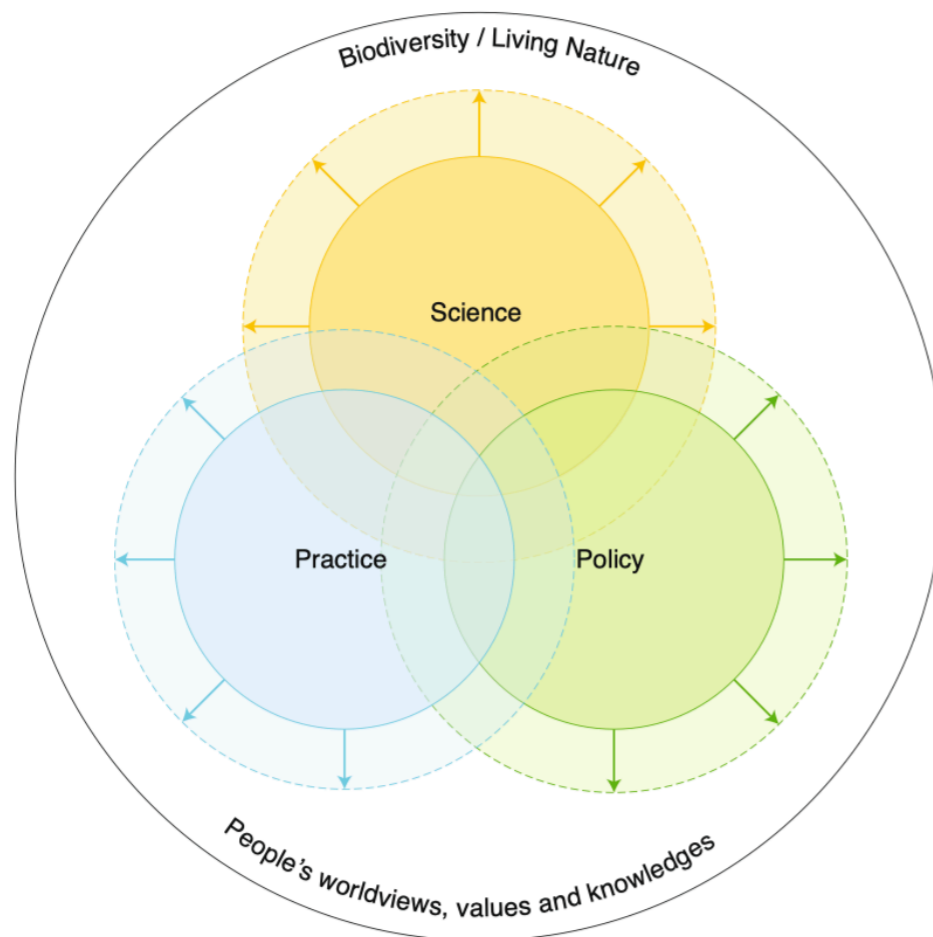 Biodiversity / Living Nature
Science
Practice
Policy
People's worldviews, values and knowledges